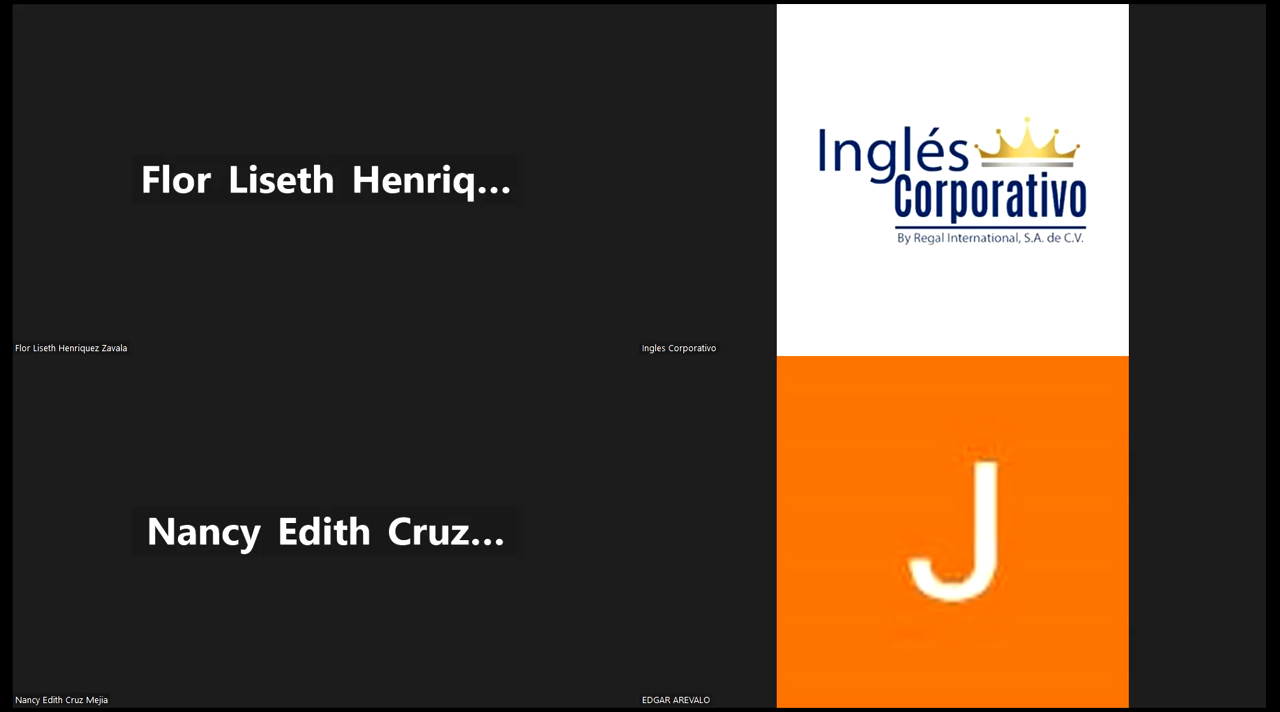 Flor Liseth Henriq...
Flor Liseth Henriquez Zavala
Inglés
Corporativo
By Regal International, S.A. de C.V.
Ingles Corporativo
Nancy Edith Cruz...
Nancy Edith Cruz Mejia
J
EDGAR AREVALO